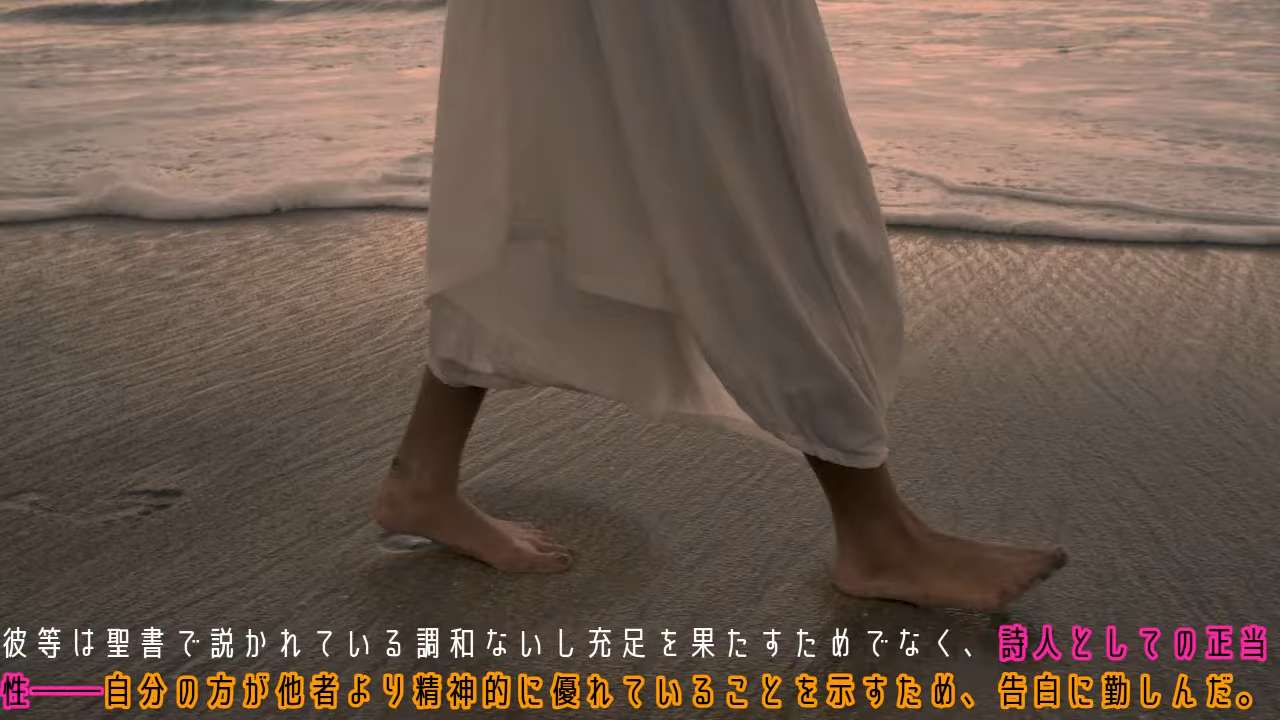 彼等は聖書で説かれている調和ないし充足を果たすためでなく、詩人としての正当
性――自分の方が他者より精神的に優れていることを示すため、告白に勤しんだ。